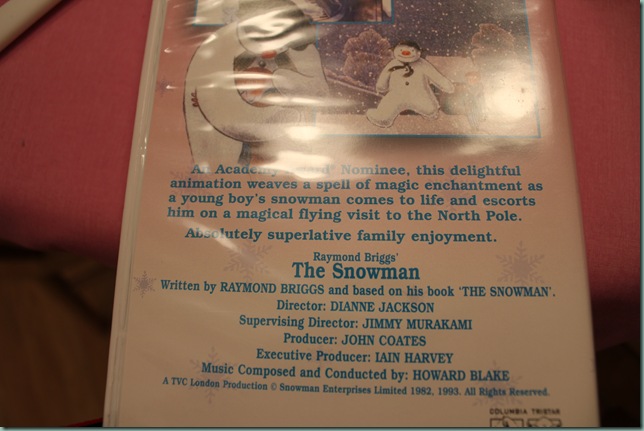 An Academy Award Nominee, this delightful
animation weaves a spell of magic enchantment as
a young boy's snowman comes to life and escorts
him on a magical flying visit to the North Pole.
Absolutely superlative family enjoyment.
Raymond Briggs'
The Snowman
Written by RAYMOND BRIGGS and based on his book 'THE SNOWMAN'.
Director: DIANNE JACKSON
Supervising Director: JIMMY MURAKAMI
Producer: JOHN COATES
Executive Producer: IAIN HARVEY
Music Composed and Conducted by: HOWARD BLAKE
A TVC London Production © Snowman Enterprises Limited 1982, 1993. All Rights Reserved.
COLUMBIA TRISTAR